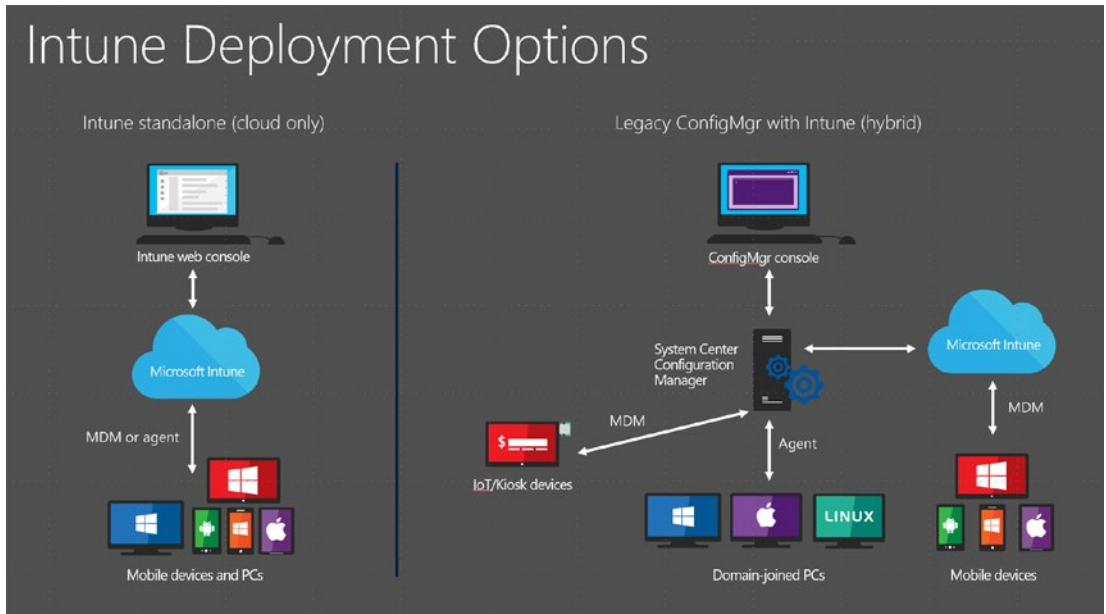 Intune Deployment Options
Intune standalone (cloud only)
Intune web console
Microsoft Intune
MDM or agent
Mobile devices and PCs
Legacy ConfigMgr with Intune (hybrid)
ConfigMgr console
System Center
Configuration
Manager
Microsoft Intune
MDM
$
IoT/Kiosk devices
Agent
LINUX
Domain-joined PCs
MDM
Mobile devices